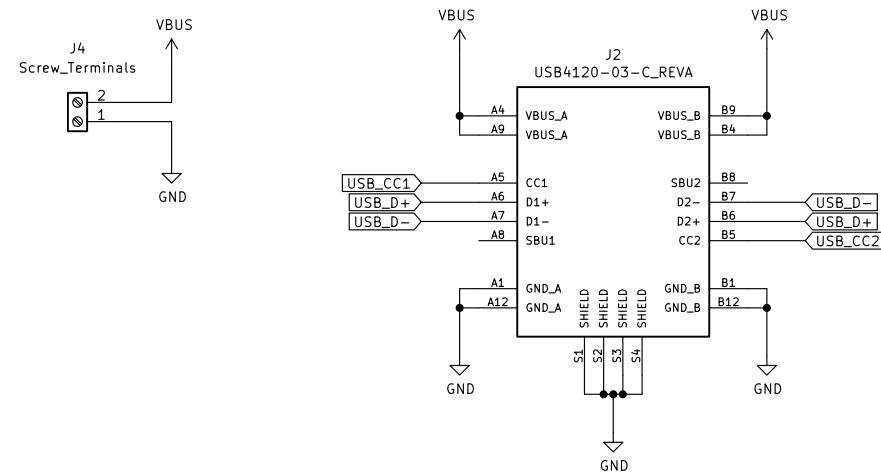 J4
Screw_Terminals
VBUS
2
1
GND
VBUS
VBUS
J2
USB4120-03-C_REVA
A4 VBUS_A
A9 VBUS_A
VBUS_B B9
VBUS_B B4
USB_CC1 A5 CC1
USB_D+ A6 D1+
USB_D- A7 D1-
A8 SBU1
SBU2 B8
D2- B7 USB_D-
D2+ B6 USB_D+
CC2 B5 USB_CC2
A1 GND_A
A12 GND_A
GND_B B1
GND_B B12
SHIELD
SHIELD
SHIELD
SHIELD
S1
S2
S3
S4
GND
GND
GND